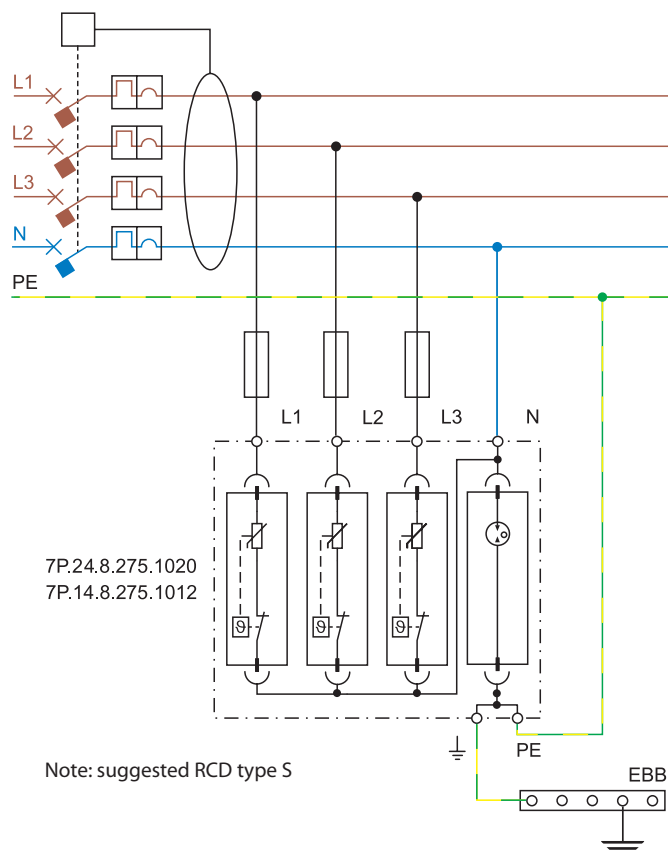 L1
L2
L3
N
PE
L1 L2 L3 N
7P.24.8.275.1020
7P.14.8.275.1012
ϑ ϑ ϑ
PE
Note: suggested RCD type S
EBB